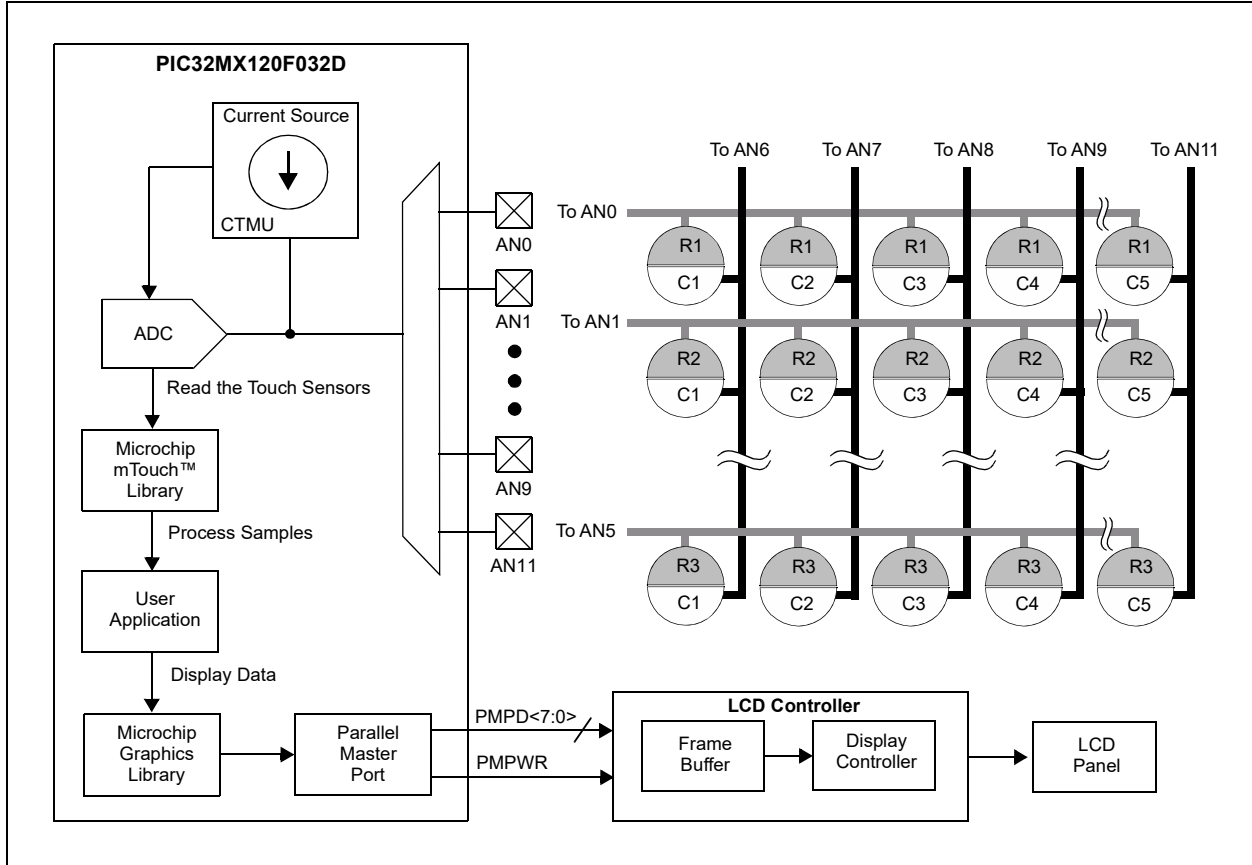 PIC32MX120F032D
Current Source
CTMU
ADC
Read the Touch Sensors
Microchip
mTouch™
Library
Process Samples
User
Application
Display Data
Microchip
Graphics
Library
Parallel
Master
Port
AN0
AN1
AN9
AN11
To AN6
To AN7
To AN8
To AN9
To AN11
To AN0
R1
R1
R1
R1
R1
C1
C2
C3
C4
C5
To AN1
R2
R2
R2
R2
R2
C1
C2
C3
C4
C5
To AN5
R3
R3
R3
R3
R3
C1
C2
C3
C4
C5
PMPD<7:0>
PMPWR
LCD Controller
Frame
Buffer
Display
Controller
LCD
Panel